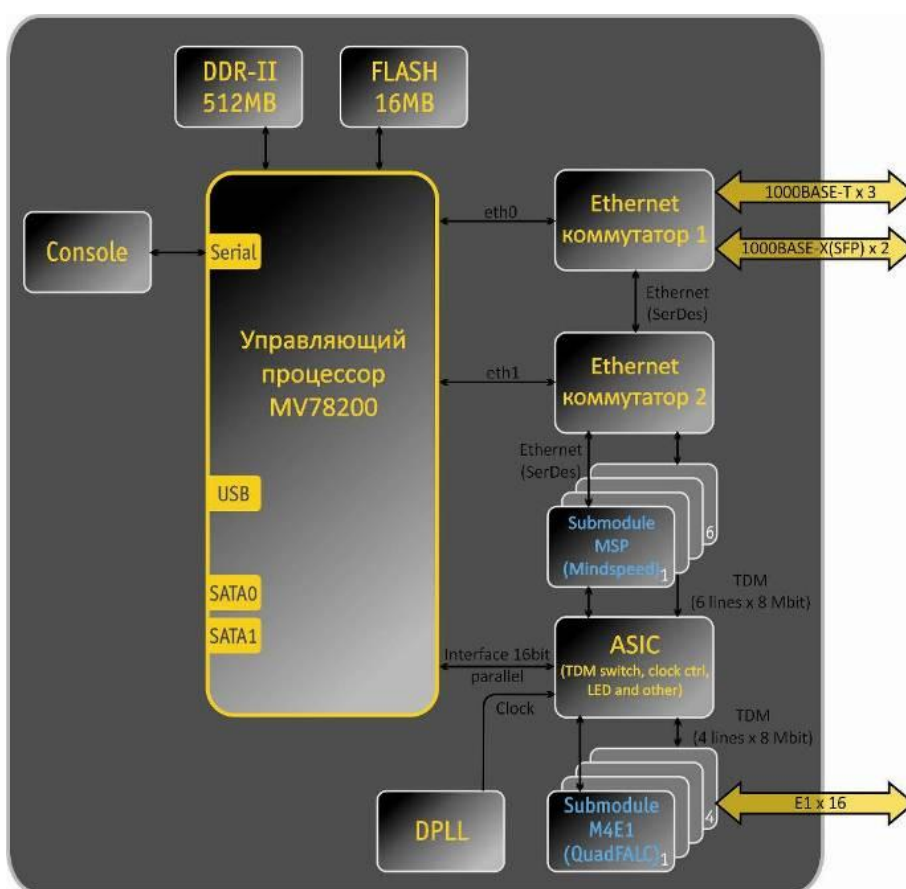 DDR-II
512MB
FLASH
16MB
Console
Serial
Управляющий
процессор
MV78200
USB
SATA0
SATA1
eth0
Ethernet
коммутатор 1
1000BASE-T x 3
1000BASE-X(SFP) x 2
Ethernet
(SerDes)
eth1
Ethernet
коммутатор 2
Ethernet
(SerDes)
Submodule
MSP
(Mindspeed)
1
6
TDM
(6 lines x 8 Mbit)
Interface 16bit
parallel
ASIC
(TDM switch, clock ctrl,
LED and other)
Clock
TDM
(4 lines x 8 Mbit)
DPLL
Submodule
M4E1
(QuadFALC)
1
4
E1 x 16